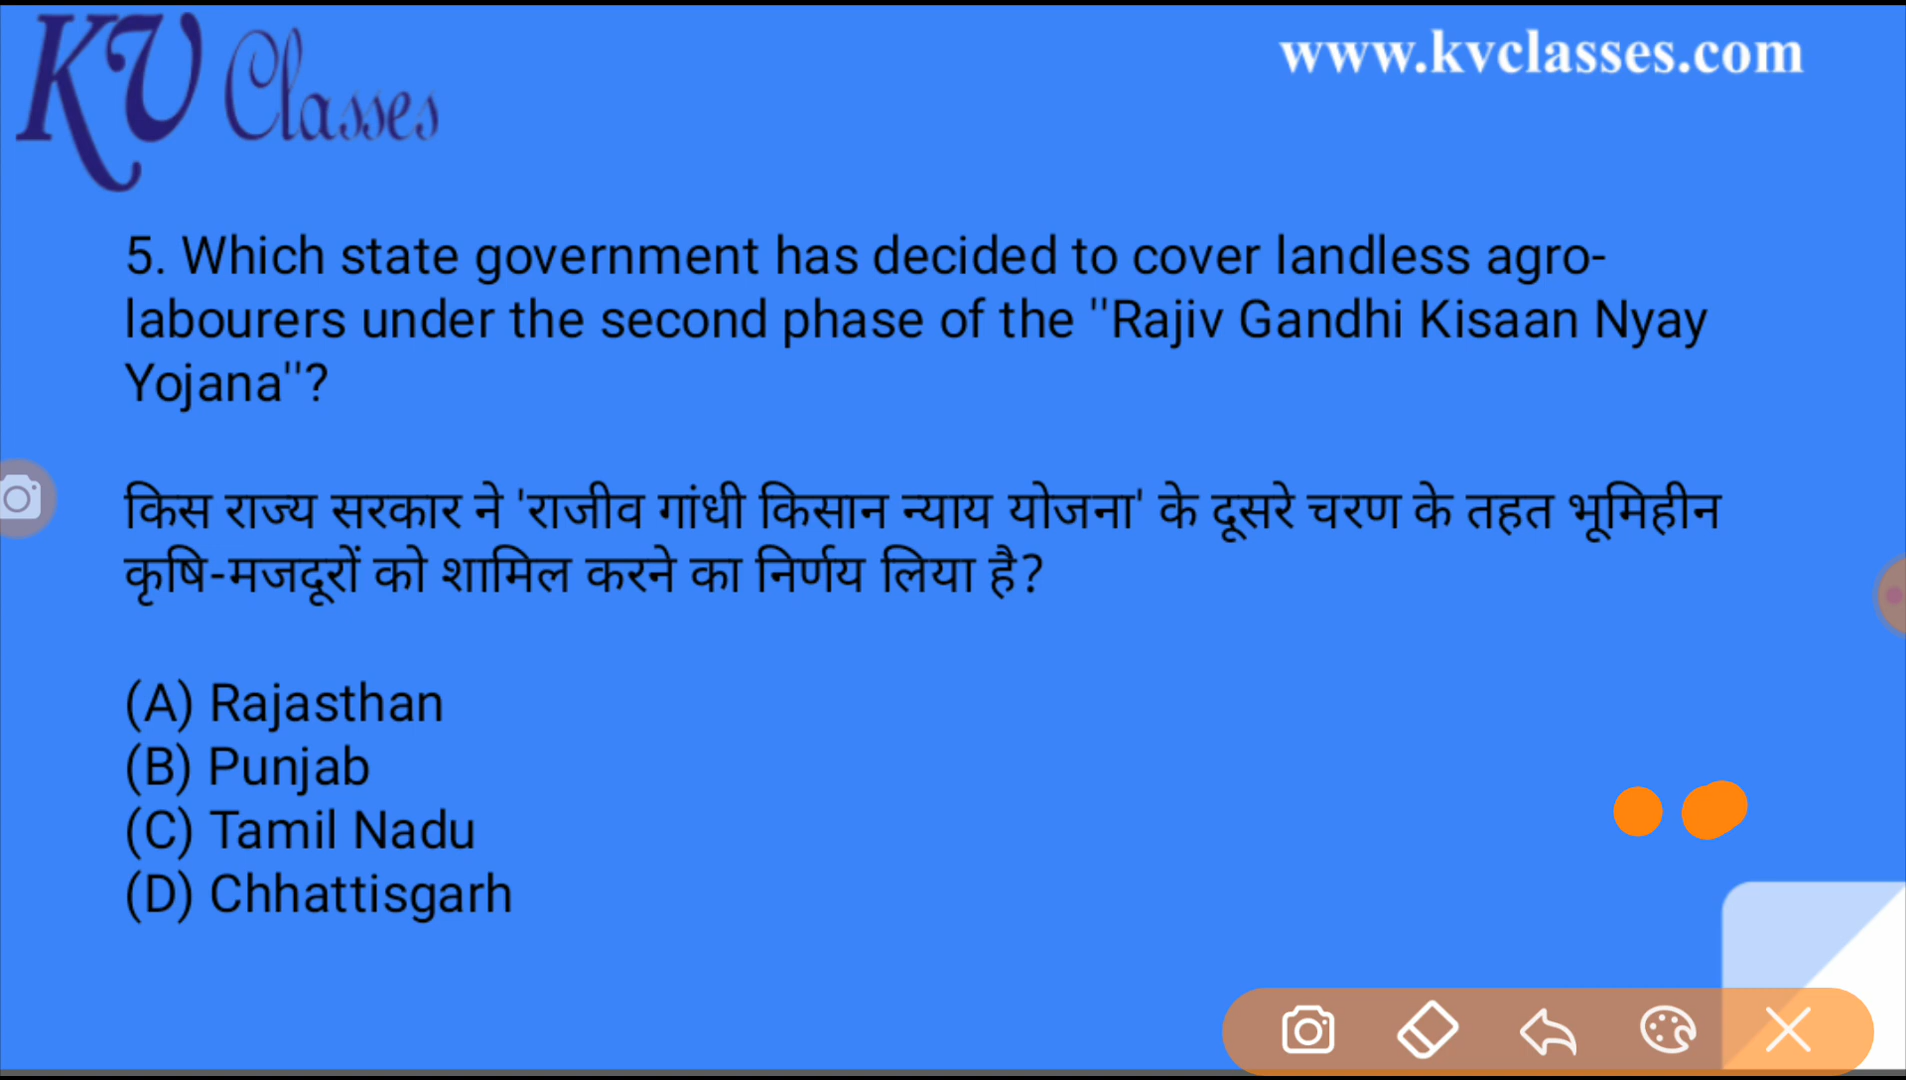 KV Classes
www.kvclasses.com
5. Which state government has decided to cover landless agro-
labourers under the second phase of the "Rajiv Gandhi Kisaan Nyay
Yojana"?
किस राज्य सरकार ने 'राजीव गांधी किसान न्याय योजना' के दूसरे चरण के तहत भूमिहीन
कृषि-मजदूरों को शामिल करने का निर्णय लिया है?
(A) Rajasthan
(B) Punjab
(C) Tamil Nadu
(D) Chhattisgarh